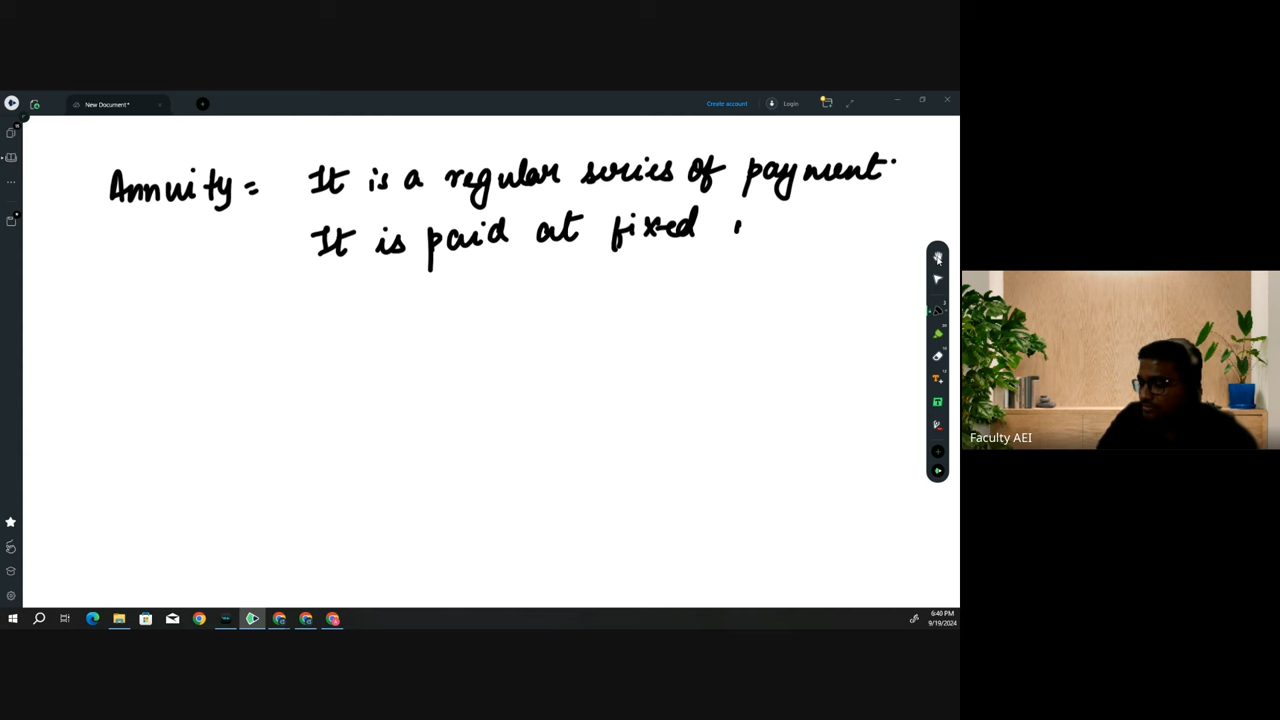 New Document*
Create account
Login
Annuity = It is a regular series of payment.
It is paid at fixed
Faculty AEI
6:40 PM
9/19/2024